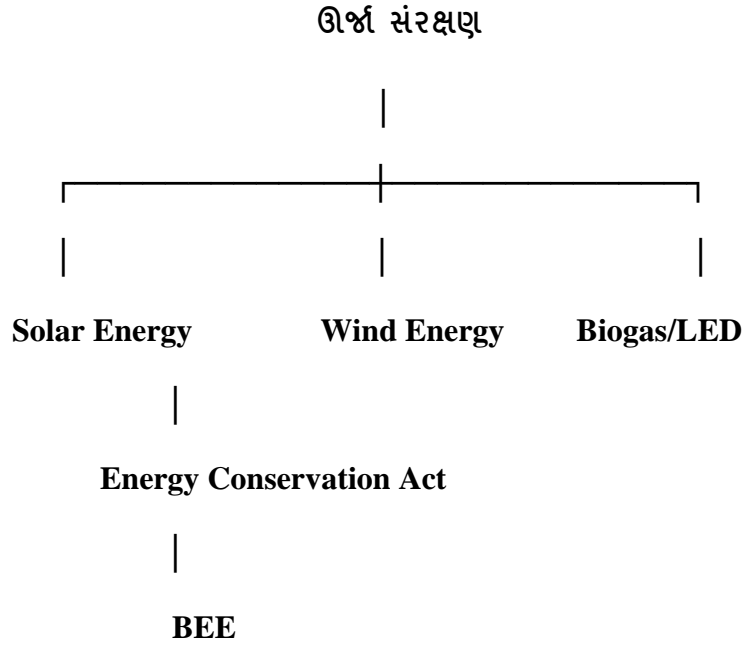 ઊર્જા સંરક્ષણ
Solar Energy Wind Energy Biogas/LED
Energy Conservation Act
BEE